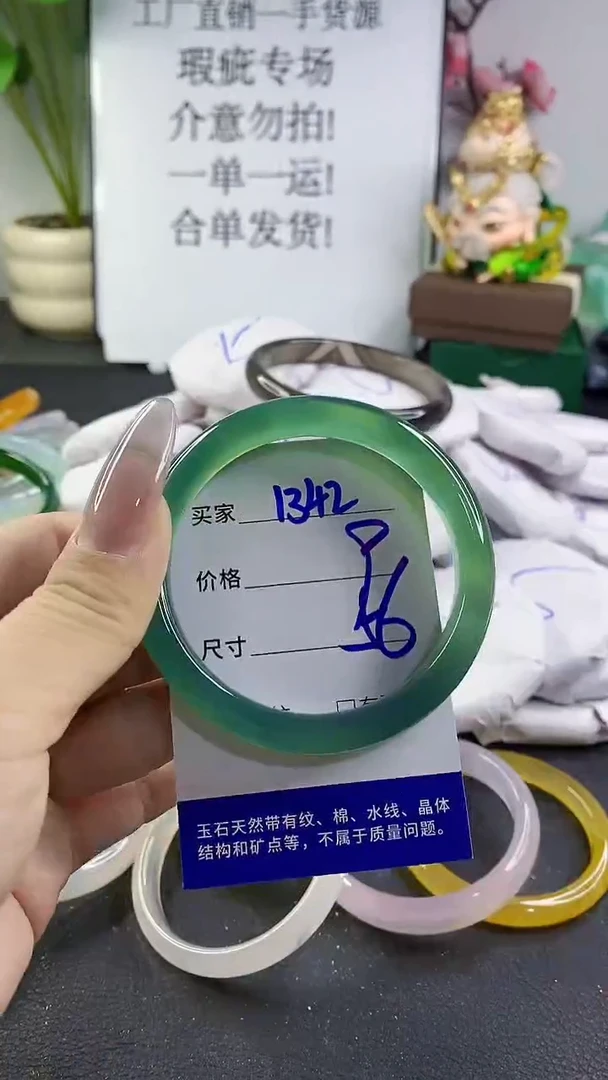 工厂直销一手货源
瑕疵专场
介意勿拍!
一单一运!
合单发货!
买家 1342
价格
尺寸 56
玉石天然带有纹、棉、水线、晶体
结构和矿点等，不属于质量问题。